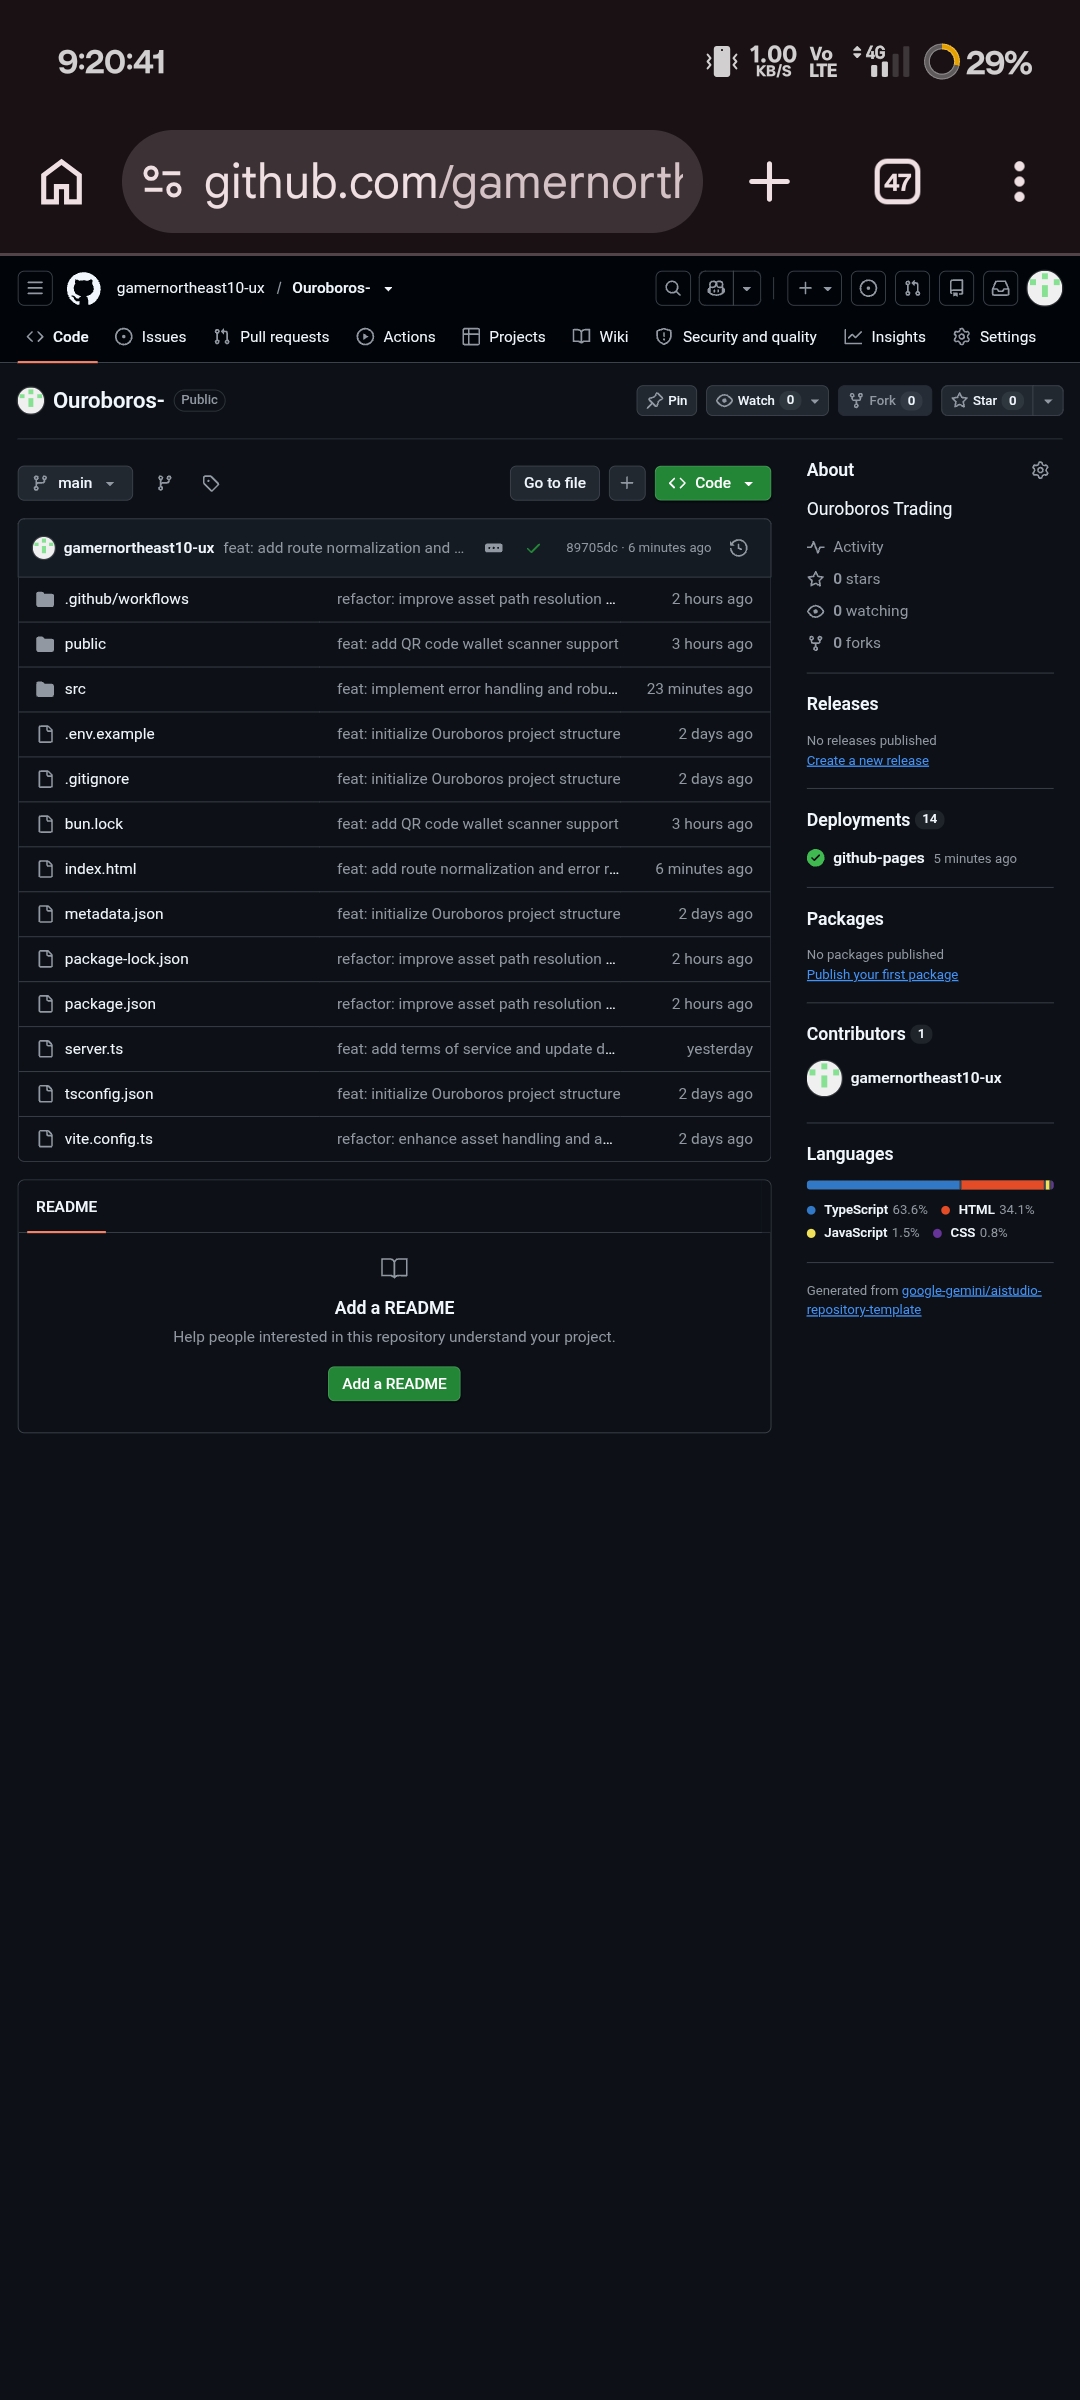 9:20:41
1.00 KB/S Vo LTE 4G 29%
github.com/gamernorth
47
gamernortheast10-ux / Ouroboros-
Code Issues Pull requests Actions Projects Wiki Security and quality Insights Settings
Ouroboros- Public
Pin Watch 0 Fork 0 Star 0
main Go to file Code
gamernortheast10-ux feat: add route normalization and ... 89705dc · 6 minutes ago
.github/workflows refactor: improve asset path resolution ... 2 hours ago
public feat: add QR code wallet scanner support 3 hours ago
src feat: implement error handling and robu... 23 minutes ago
.env.example feat: initialize Ouroboros project structure 2 days ago
.gitignore feat: initialize Ouroboros project structure 2 days ago
bun.lock feat: add QR code wallet scanner support 3 hours ago
index.html feat: add route normalization and error r... 6 minutes ago
metadata.json feat: initialize Ouroboros project structure 2 days ago
package-lock.json refactor: improve asset path resolution ... 2 hours ago
package.json refactor: improve asset path resolution ... 2 hours ago
server.ts feat: add terms of service and update d... yesterday
tsconfig.json feat: initialize Ouroboros project structure 2 days ago
vite.config.ts refactor: enhance asset handling and a... 2 days ago
README
Add a README
Help people interested in this repository understand your project.
Add a README
About
Ouroboros Trading
Activity
0 stars
0 watching
0 forks
Releases
No releases published
Create a new release
Deployments 14
github-pages 5 minutes ago
Packages
No packages published
Publish your first package
Contributors 1
gamernortheast10-ux
Languages
TypeScript 63.6% HTML 34.1%
JavaScript 1.5% CSS 0.8%
Generated from google-gemini/aistudio-
repository-template